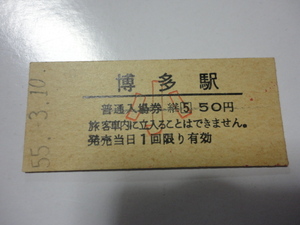 55.-3.10.
博多駅
小
普通入場券 発5 50円
旅客車内に立入ることはできません。
発売当日1回限り有効